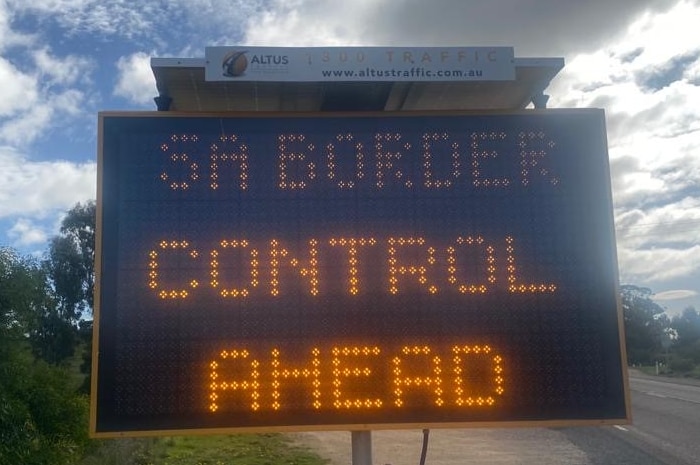 ALTUS
1300 TRAFFIC
www.altustraffic.com.au
SA BORDER
CONTROL
AHEAD